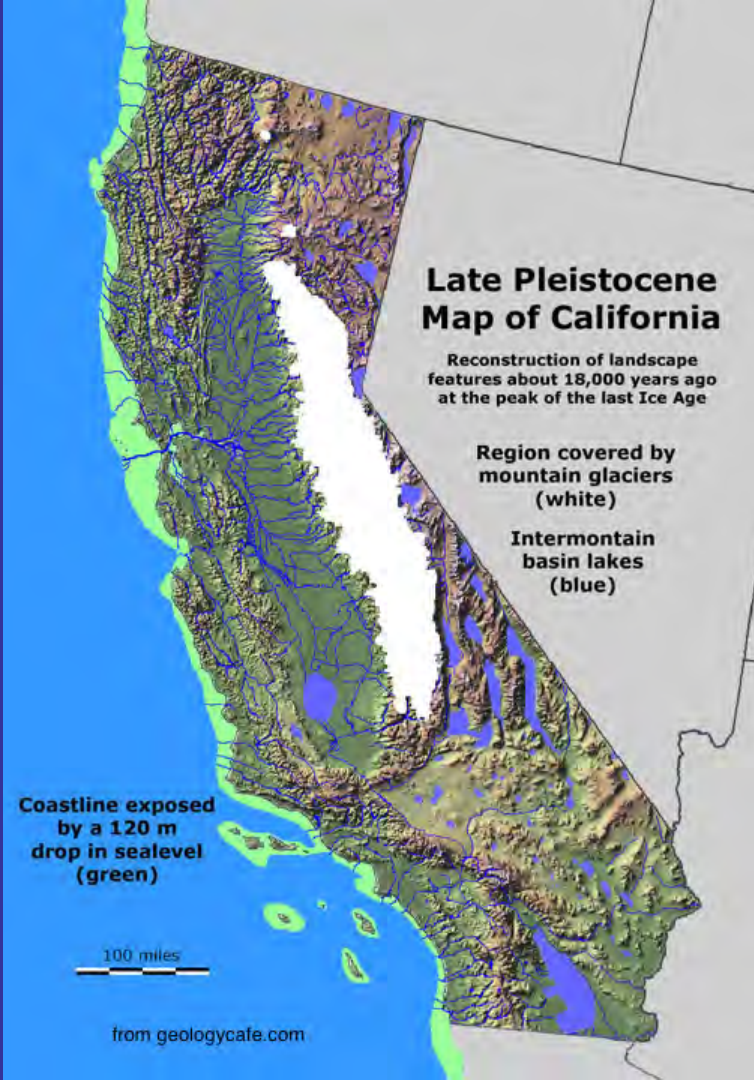 Late Pleistocene
Map of California
Reconstruction of landscape
features about 18,000 years ago
at the peak of the last Ice Age
Region covered by
mountain glaciers
(white)
Intermontain
basin lakes
(blue)
Coastline exposed
by a 120 m
drop in sealevel
(green)
100 miles
from geologycafe.com